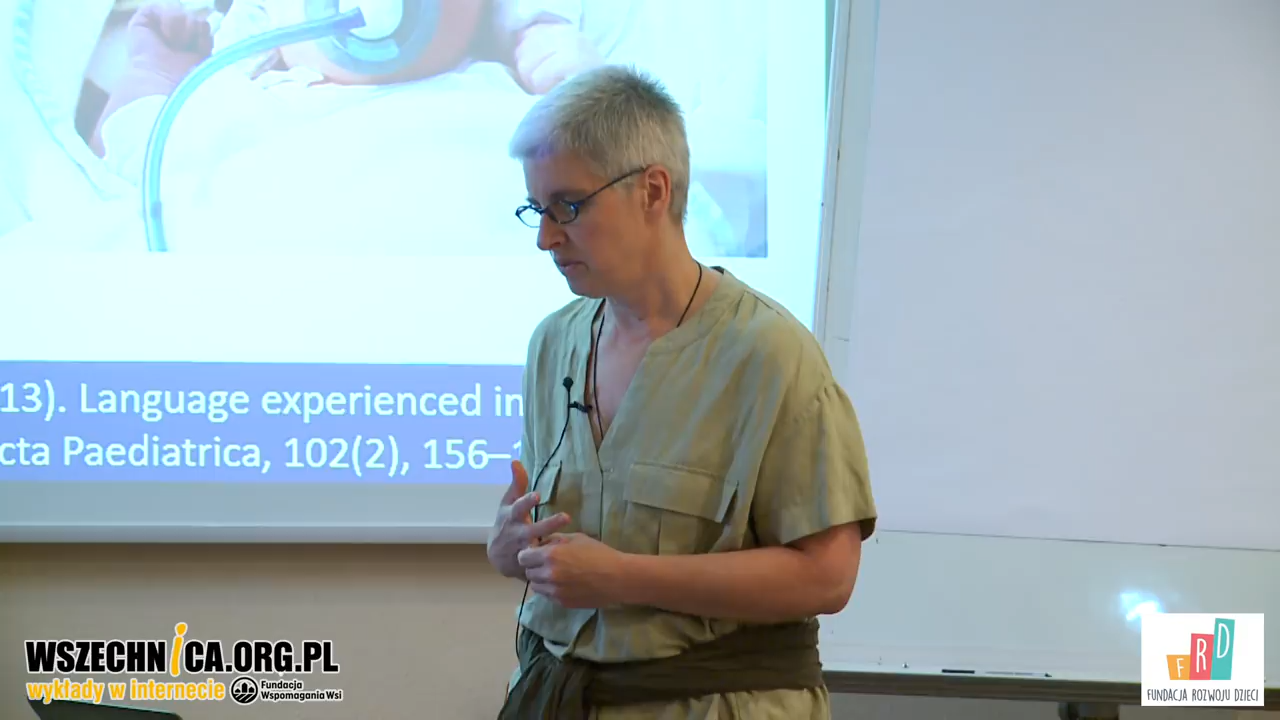 13). Language experienced in
cta Paediatrica, 102(2), 156–
WSZECHNICA.ORG.PL
wykłady w internecie
Fundacja
Wspomagania Wsi
FRD
FUNDACJA ROZWOJU DZIECI